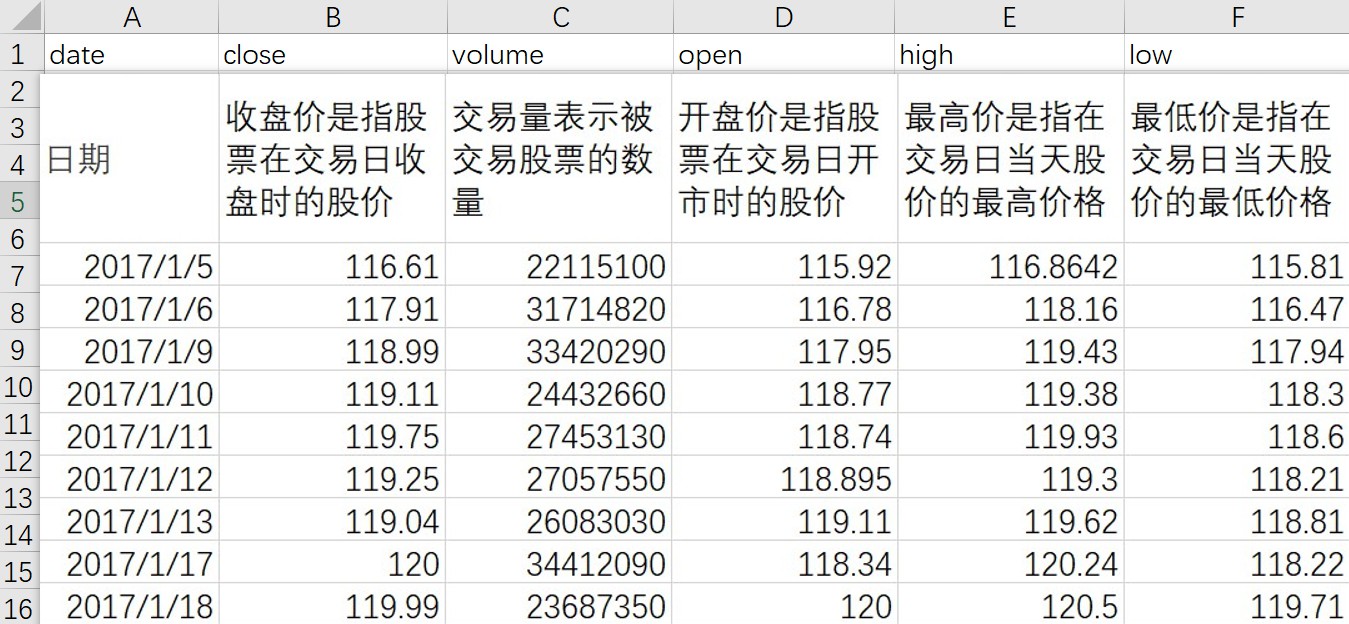 A B C D E F
1 date close volume open high low
2
3
4
5
6
日期
收盘价是指股
票在交易日收
盘时的股价
交易量表示被
交易股票的数
量
开盘价是指股
票在交易日开
市时的股价
最高价是指在
交易日当天股
价的最高价格
最低价是指在
交易日当天股
价的最低价格
7 2017/1/5 116.61 22115100 115.92 116.8642 115.81
8 2017/1/6 117.91 31714820 116.78 118.16 116.47
9 2017/1/9 118.99 33420290 117.95 119.43 117.94
10 2017/1/10 119.11 24432660 118.77 119.38 118.3
11 2017/1/11 119.75 27453130 118.74 119.93 118.6
12 2017/1/12 119.25 27057550 118.895 119.3 118.21
13 2017/1/13 119.04 26083030 119.11 119.62 118.81
14 2017/1/17 120 34412090 118.34 120.24 118.22
15 2017/1/18 119.99 23687350 120 120.5 119.71
16